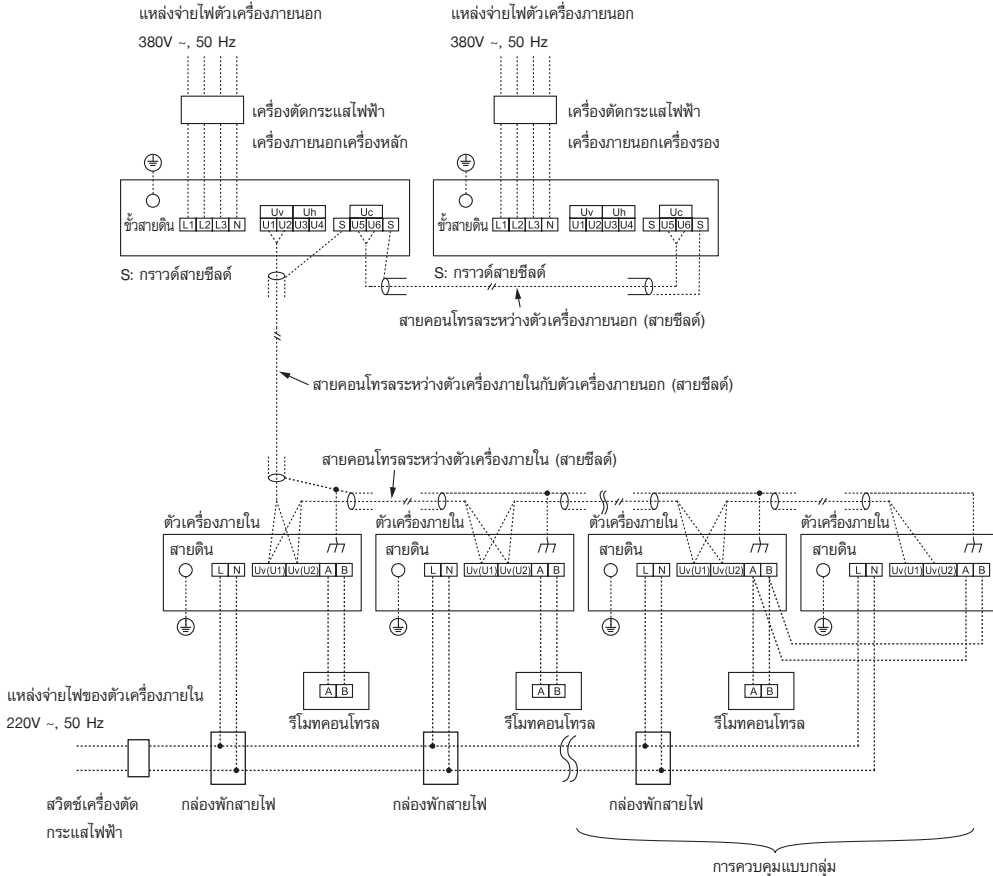 แหล่งจ่ายไฟตัวเครื่องภายนอก
380V ~, 50 Hz
แหล่งจ่ายไฟตัวเครื่องภายนอก
380V ~, 50 Hz
เครื่องตัดกระแสไฟฟ้า
เครื่องภายนอกเครื่องหลัก
เครื่องตัดกระแสไฟฟ้า
เครื่องภายนอกเครื่องรอง
Uv Uh Uc
ขั้วสายดิน L1 L2 L3 N U1 U2 U3 U4 S U5 U6 S
Uv Uh Uc
ขั้วสายดิน L1 L2 L3 N U1 U2 U3 U4 S U5 U6 S
S: กราวด์สายชีลด์
S: กราวด์สายชีลด์
สายคอนโทรลระหว่างตัวเครื่องภายนอก (สายชีลด์)
สายคอนโทรลระหว่างตัวเครื่องภายในกับตัวเครื่องภายนอก (สายชีลด์)
สายคอนโทรลระหว่างตัวเครื่องภายใน (สายชีลด์)
ตัวเครื่องภายใน
ตัวเครื่องภายใน
ตัวเครื่องภายใน
ตัวเครื่องภายใน
สายดิน
สายดิน
สายดิน
สายดิน
L N Uv(U1) Uv(U2) A B
L N Uv(U1) Uv(U2) A B
L N Uv(U1) Uv(U2) A B
L N Uv(U1) Uv(U2) A B
A B
A B
A B
รีโมทคอนโทรล
รีโมทคอนโทรล
รีโมทคอนโทรล
แหล่งจ่ายไฟของตัวเครื่องภายใน
220V ~, 50 Hz
สวิตช์เครื่องตัด
กระแสไฟฟ้า
กล่องพักสายไฟ
กล่องพักสายไฟ
กล่องพักสายไฟ
การควบคุมแบบกลุ่ม